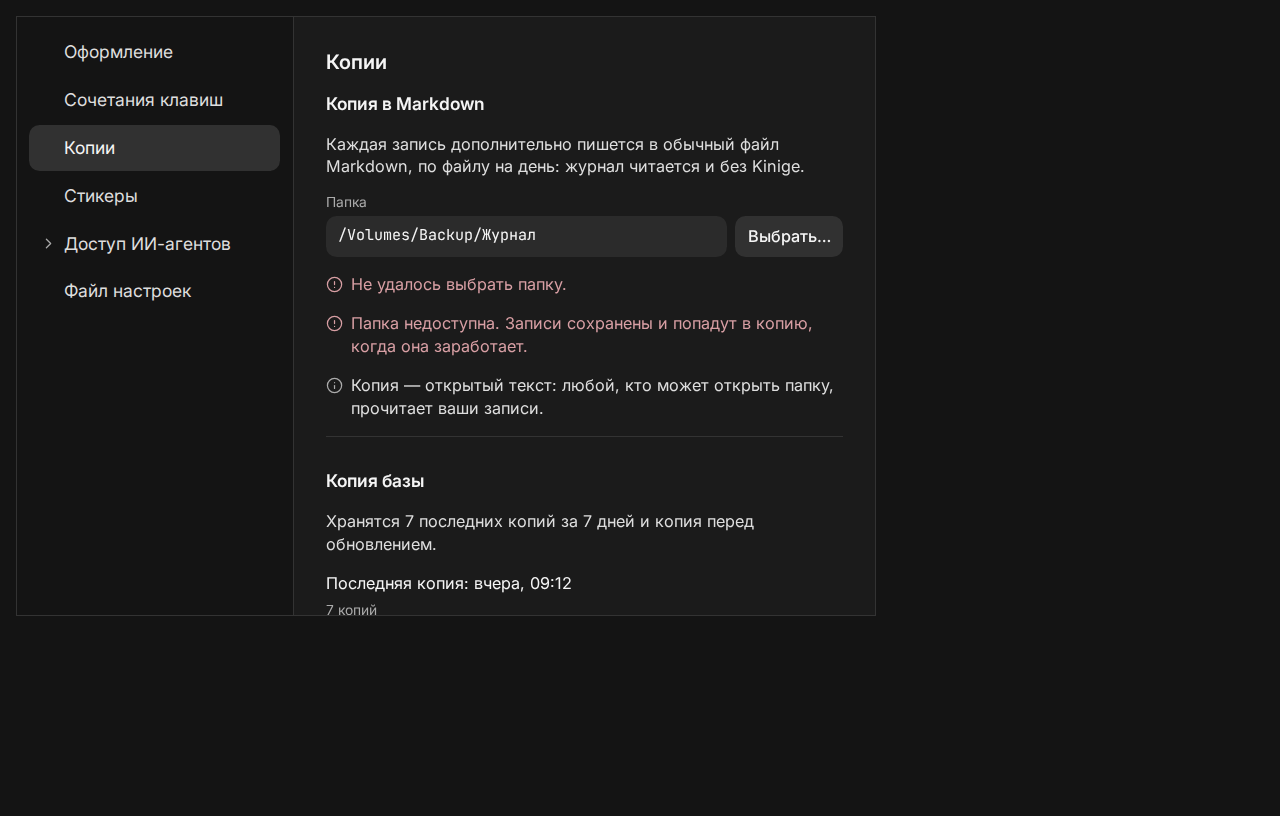 Оформление
Сочетания клавиш
Копии
Стикеры
Доступ ИИ-агентов
Файл настроек
Копии
Копия в Markdown
Каждая запись дополнительно пишется в обычный файл
Markdown, по файлу на день: журнал читается и без Kinige.
Папка
/Volumes/Backup/Журнал
Выбрать...
Не удалось выбрать папку.
Папка недоступна. Записи сохранены и попадут в копию,
когда она заработает.
Копия — открытый текст: любой, кто может открыть папку,
прочитает ваши записи.
Копия базы
Хранятся 7 последних копий за 7 дней и копия перед
обновлением.
Последняя копия: вчера, 09:12
7 копий